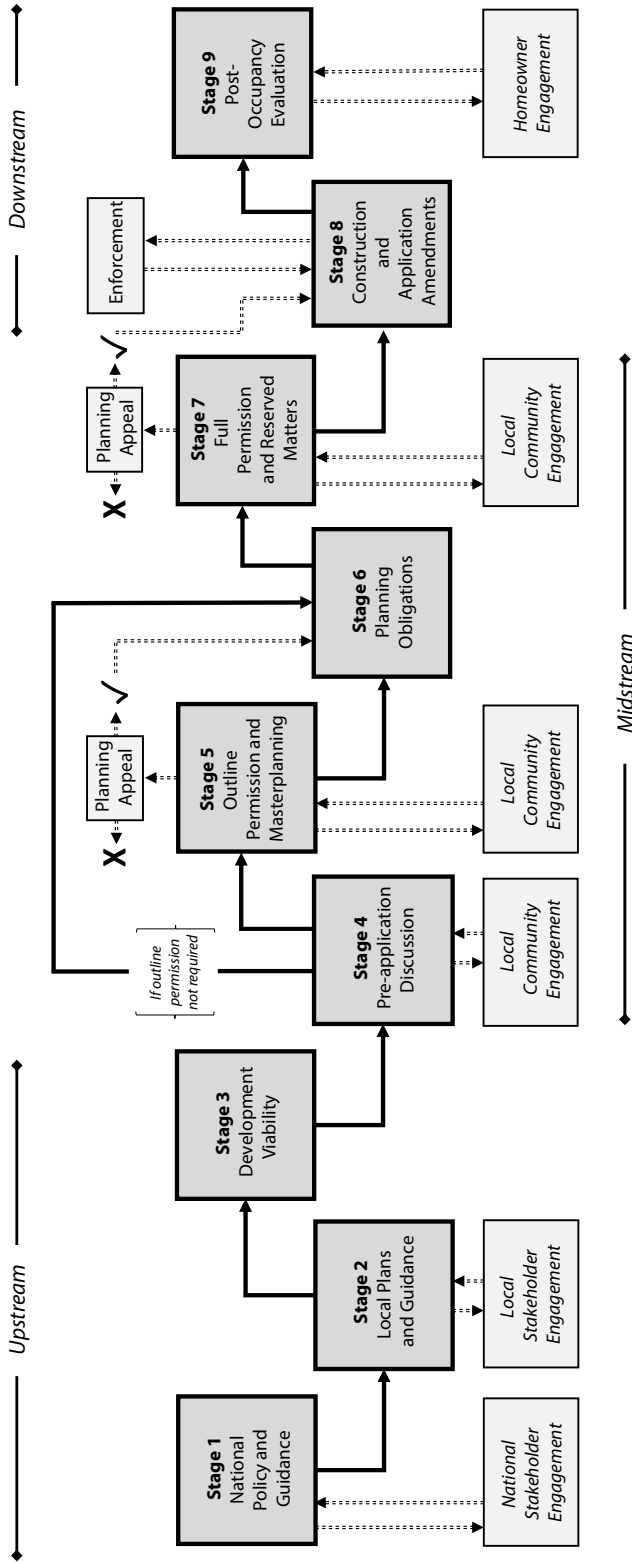 Upstream
Downstream
Midstream
Stage 1
National
Policy and
Guidance
National
Stakeholder
Engagement
Stage 2
Local Plans
and Guidance
Local
Stakeholder
Engagement
Stage 3
Development
Viability
Stage 4
Pre-application
Discussion
Local
Community
Engagement
If outline
permission
not required
Stage 5
Outline
Permission and
Masterplanning
Planning
Appeal
X
✓
Local
Community
Engagement
Stage 6
Planning
Obligations
Stage 7
Full
Permission
and Reserved
Matters
Planning
Appeal
X
✓
Local
Community
Engagement
Stage 8
Construction
and
Application
Amendments
Enforcement
Stage 9
Post-
Occupancy
Evaluation
Homeowner
Engagement